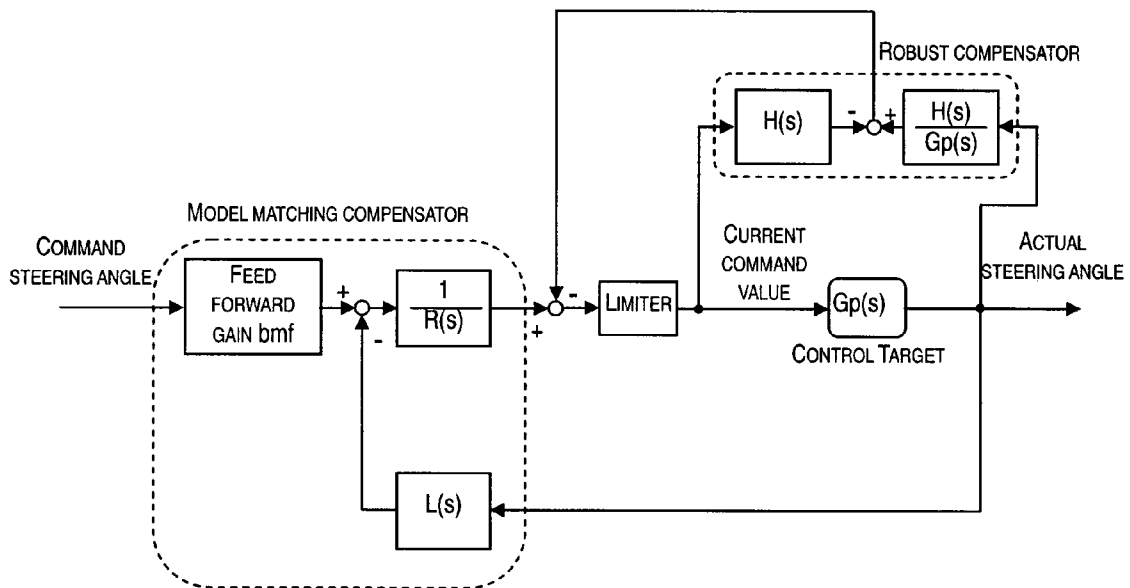 ROBUST COMPENSATOR
H(s)
-
+
H(s)
Gp(s)
MODEL MATCHING COMPENSATOR
COMMAND
STEERING ANGLE
FEED
FORWARD
GAIN bmf
+
-
1
R(s)
+
-
LIMITER
CURRENT
COMMAND
VALUE
Gp(s)
CONTROL TARGET
ACTUAL
STEERING ANGLE
L(s)